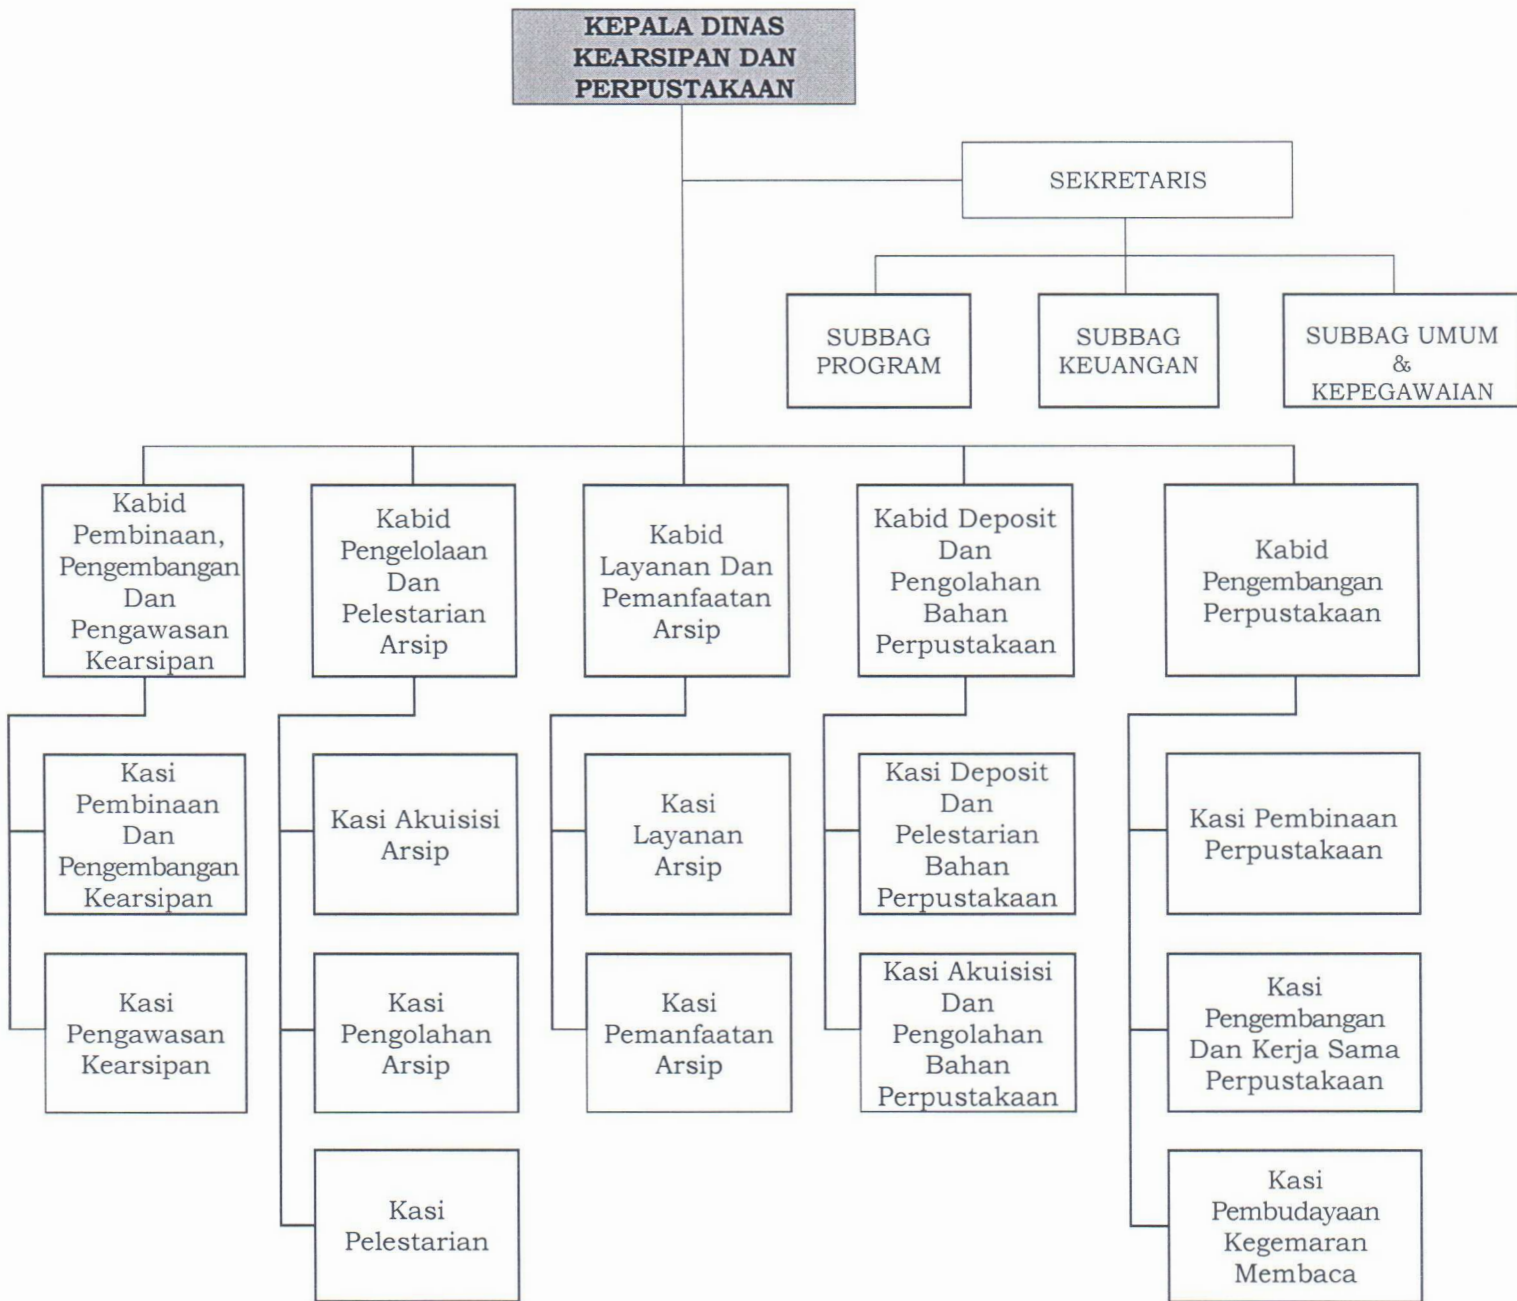 KEPALA DINAS
KEARSIPAN DAN
PERPUSTAKAAN
SEKRETARIS
SUBBAG
PROGRAM
SUBBAG
KEUANGAN
SUBBAG UMUM
&
KEPEGAWAIAN
Kabid
Pembinaan,
Pengembangan
Dan
Pengawasan
Kearsipan
Kabid
Pengelolaan
Dan
Pelestarian
Arsip
Kabid
Layanan Dan
Pemanfaatan
Arsip
Kabid Deposit
Dan
Pengolahan
Bahan
Perpustakaan
Kabid
Pengembangan
Perpustakaan
Kasi
Pembinaan
Dan
Pengembangan
Kearsipan
Kasi Akuisisi
Arsip
Kasi
Layanan
Arsip
Kasi Deposit
Dan
Pelestarian
Bahan
Perpustakaan
Kasi Pembinaan
Perpustakaan
Kasi
Pengawasan
Kearsipan
Kasi
Pengolahan
Arsip
Kasi
Pemanfaatan
Arsip
Kasi Akuisisi
Dan
Pengolahan
Bahan
Perpustakaan
Kasi
Pengembangan
Dan Kerja Sama
Perpustakaan
Kasi
Pelestarian
Kasi
Pembudayaan
Kegemaran
Membaca